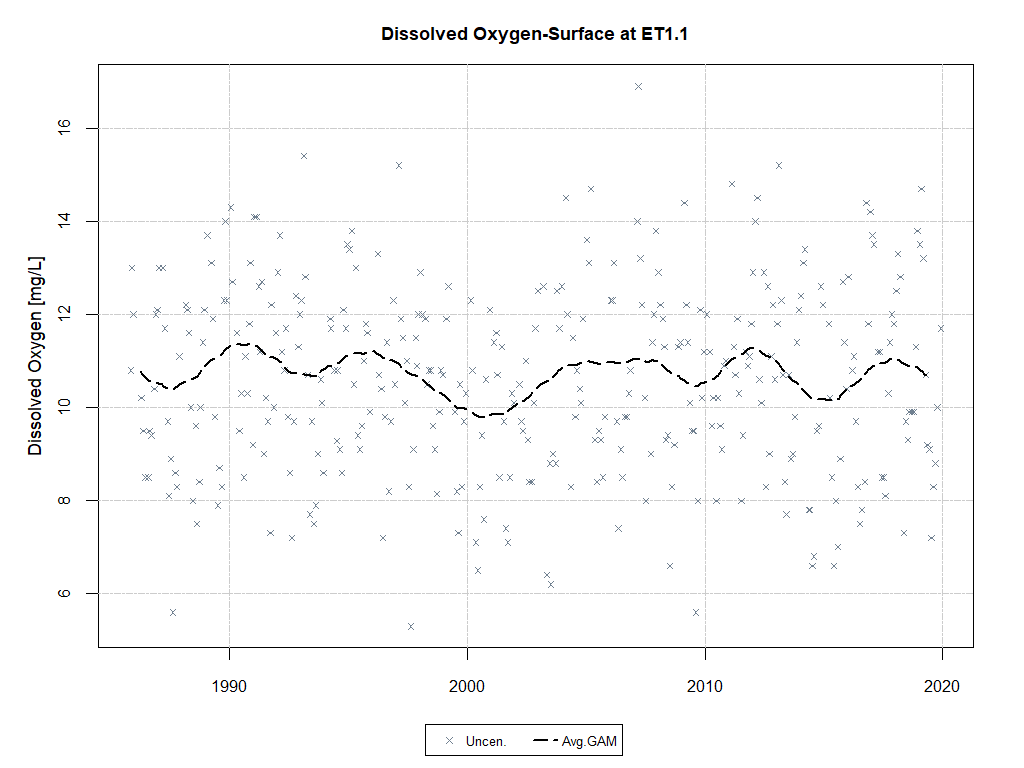 Dissolved Oxygen-Surface at ET1.1
Dissolved Oxygen [mg/L]
16
14
12
10
8
6
1990
2000
2010
2020
Uncen.
Avg.GAM